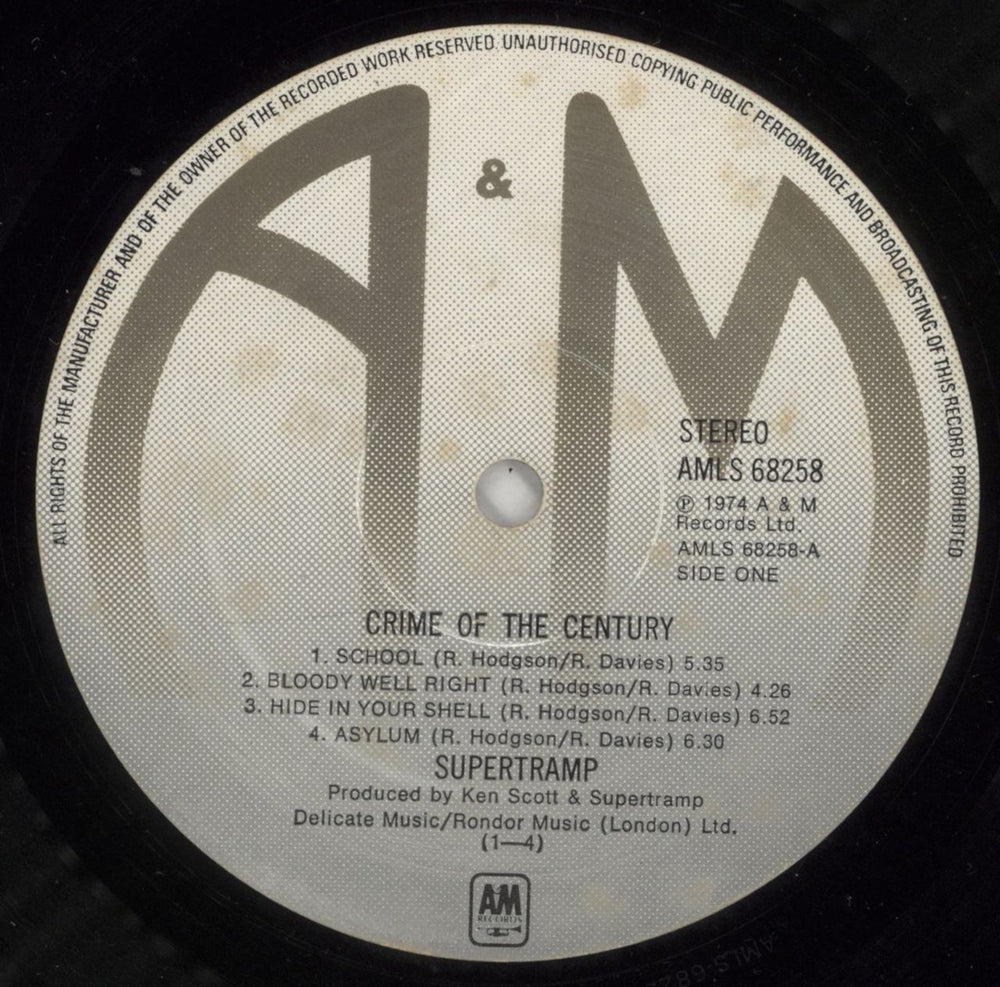 ALL RIGHTS OF THE MANUFACTURER AND OF THE OWNER OF THE RECORDED WORK RESERVED. UNAUTHORISED COPYING PUBLIC PERFORMANCE AND BROADCASTING OF THIS RECORD PROHIBITED
A & M
STEREO
AMLS 68258
℗ 1974 A & M
Records Ltd.
AMLS 68258-A
SIDE ONE
CRIME OF THE CENTURY
1. SCHOOL (R. Hodgson/R. Davies) 5.35
2. BLOODY WELL RIGHT (R. Hodgson/R. Davies) 4.26
3. HIDE IN YOUR SHELL (R. Hodgson/R. Davies) 6.52
4. ASYLUM (R. Hodgson/R. Davies) 6.30
SUPERTRAMP
Produced by Ken Scott & Supertramp
Delicate Music/Rondor Music (London) Ltd.
(1—4)
A&M
RECORDS